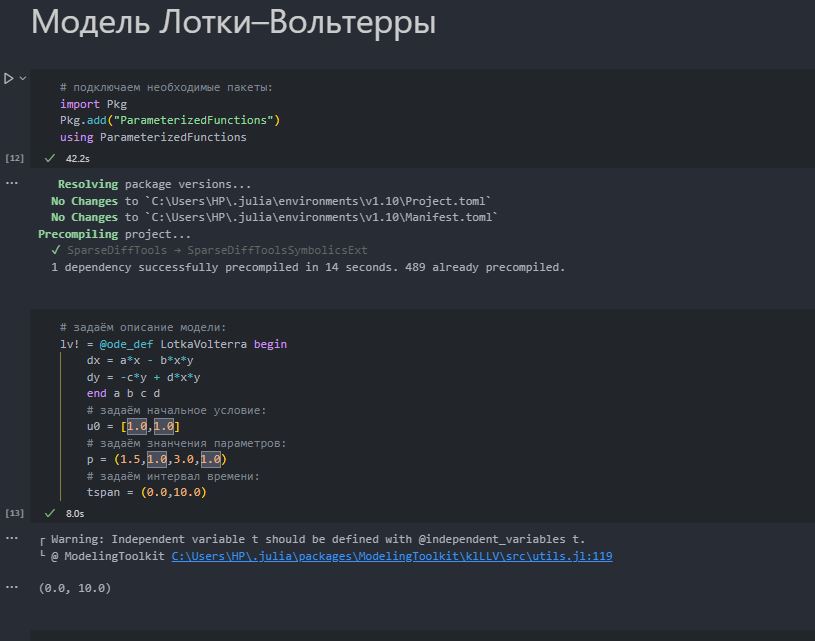 Модель Лотки–Вольтерры
# подключаем необходимые пакеты:
import Pkg
Pkg.add("ParameterizedFunctions")
using ParameterizedFunctions
[12] ✓ 42.2s
... Resolving package versions...
No Changes to `C:\Users\HP\.julia\environments\v1.10\Project.toml`
No Changes to `C:\Users\HP\.julia\environments\v1.10\Manifest.toml`
Precompiling project...
✓ SparseDiffTools → SparseDiffToolsSymbolicsExt
1 dependency successfully precompiled in 14 seconds. 489 already precompiled.
# задаём описание модели:
lv! = @ode_def LotkaVolterra begin
dx = a*x - b*x*y
dy = -c*y + d*x*y
end a b c d
# задаём начальное условие:
u0 = [1.0,1.0]
# задаём знанчения параметров:
p = (1.5,1.0,3.0,1.0)
# задаём интервал времени:
tspan = (0.0,10.0)
[13] ✓ 8.0s
... ┌ Warning: Independent variable t should be defined with @independent_variables t.
└ @ ModelingToolkit C:\Users\HP\.julia\packages\ModelingToolkit\klLLV\src\utils.jl:119
... (0.0, 10.0)